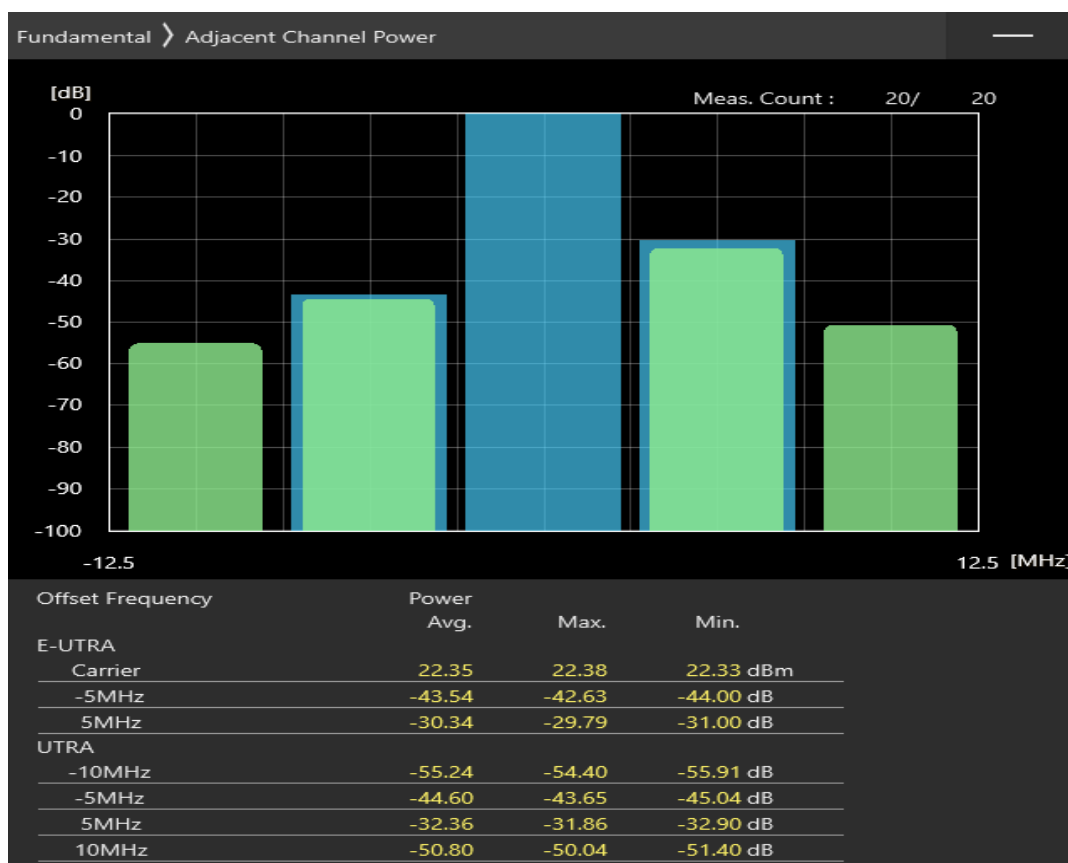 Fundamental ❯ Adjacent Channel Power
[dB]
Meas. Count : 20/ 20
0
-10
-20
-30
-40
-50
-60
-70
-80
-90
-100
-12.5 12.5 [MHz]
Offset Frequency Power
Avg. Max. Min.
E-UTRA
Carrier 22.35 22.38 22.33 dBm
-5MHz -43.54 -42.63 -44.00 dB
5MHz -30.34 -29.79 -31.00 dB
UTRA
-10MHz -55.24 -54.40 -55.91 dB
-5MHz -44.60 -43.65 -45.04 dB
5MHz -32.36 -31.86 -32.90 dB
10MHz -50.80 -50.04 -51.40 dB